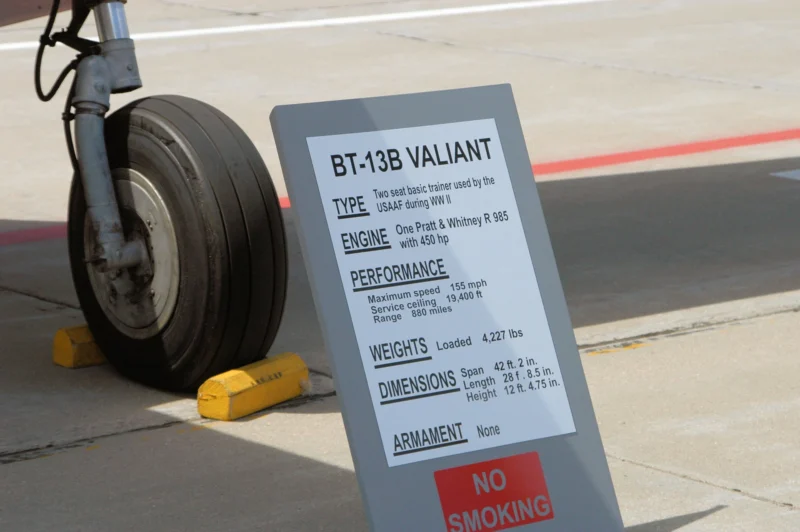 BT-13B VALIANT
TYPE Two seat basic trainer used by the
USAAF during WW II
ENGINE One Pratt & Whitney R 985
with 450 hp
PERFORMANCE
Maximum speed 155 mph
Service ceiling 19,400 ft
Range 880 miles
WEIGHTS Loaded 4,227 lbs
DIMENSIONS Span 42 ft. 2 in.
Length 28 f . 8.5 in.
Height 12 ft. 4.75 in.
ARMAMENT None
NO
SMOKING